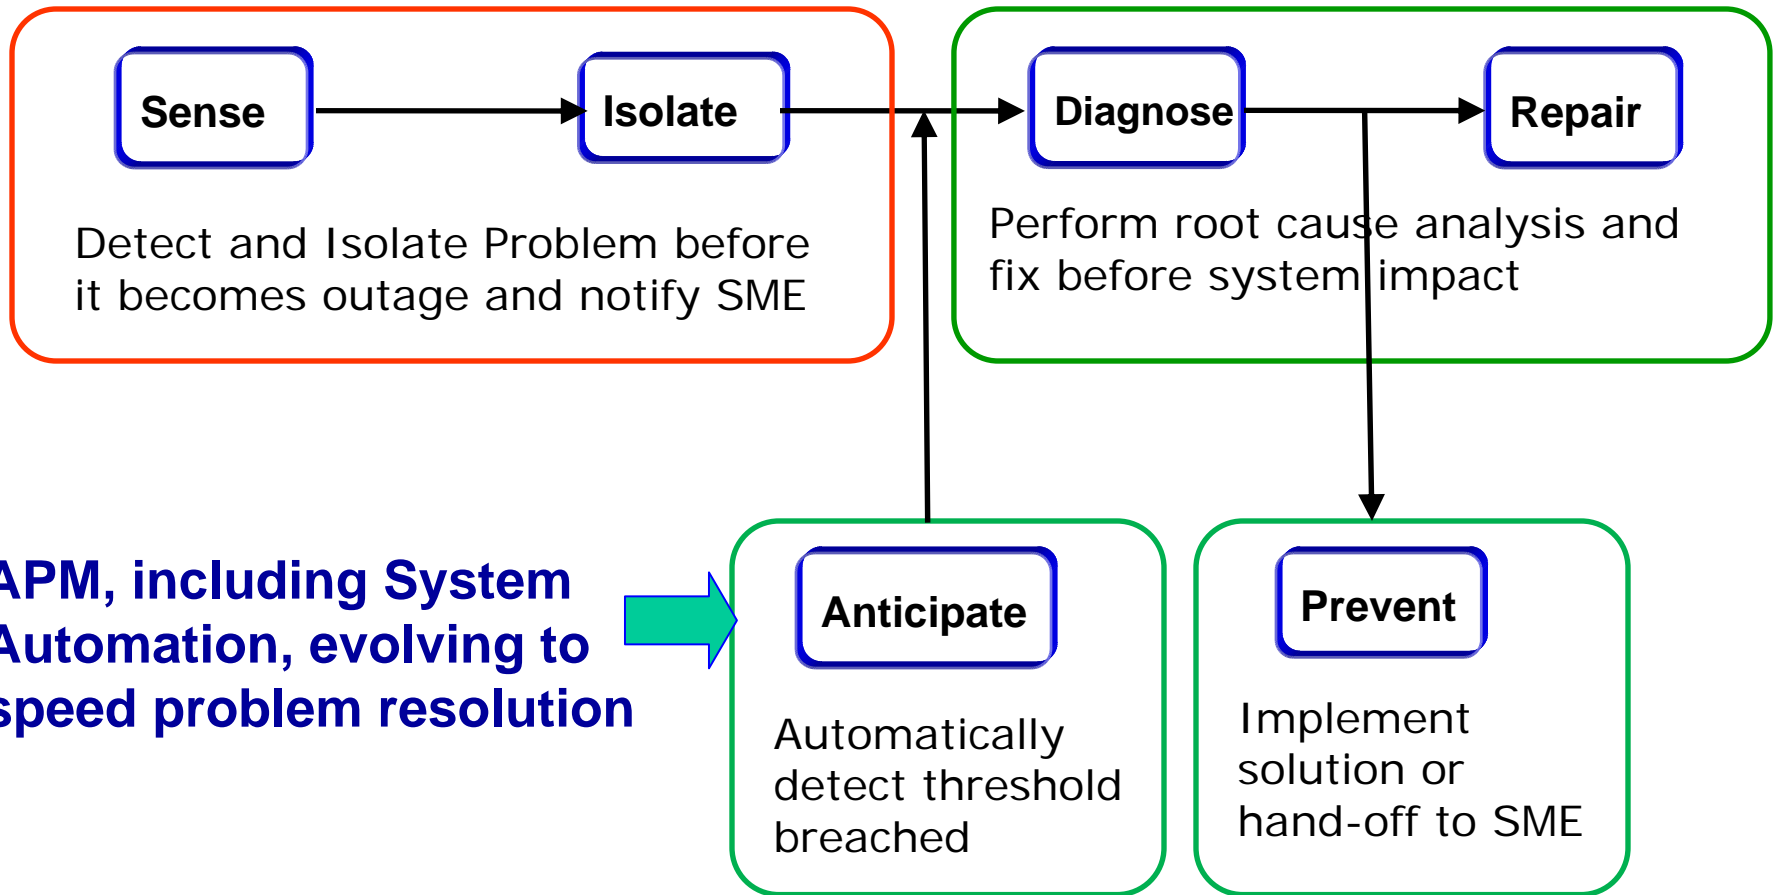 Sense
Isolate
Diagnose
Repair
Detect and Isolate Problem before
it becomes outage and notify SME
Perform root cause analysis and
fix before system impact
APM, including System
Automation, evolving to
speed problem resolution
Anticipate
Automatically
detect threshold
breached
Prevent
Implement
solution or
hand-off to SME